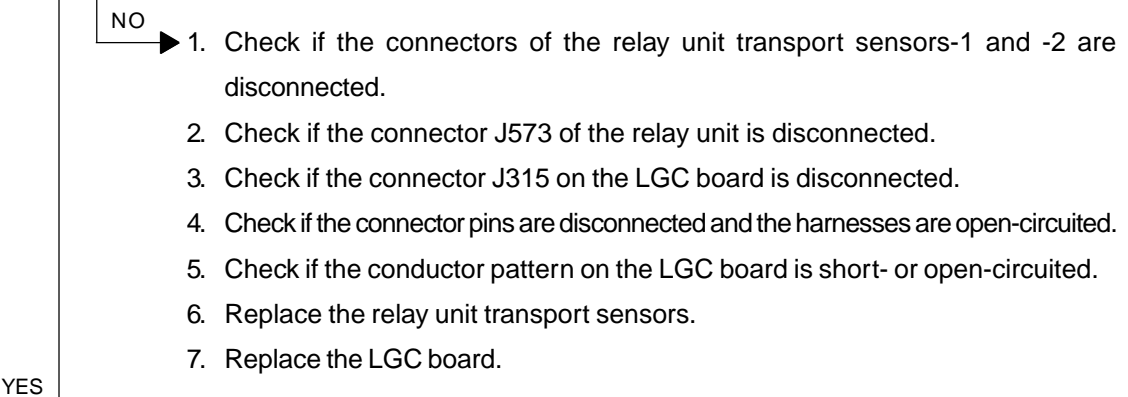 NO
1. Check if the connectors of the relay unit transport sensors-1 and -2 are
disconnected.
2. Check if the connector J573 of the relay unit is disconnected.
3. Check if the connector J315 on the LGC board is disconnected.
4. Check if the connector pins are disconnected and the harnesses are open-circuited.
5. Check if the conductor pattern on the LGC board is short- or open-circuited.
6. Replace the relay unit transport sensors.
7. Replace the LGC board.
YES